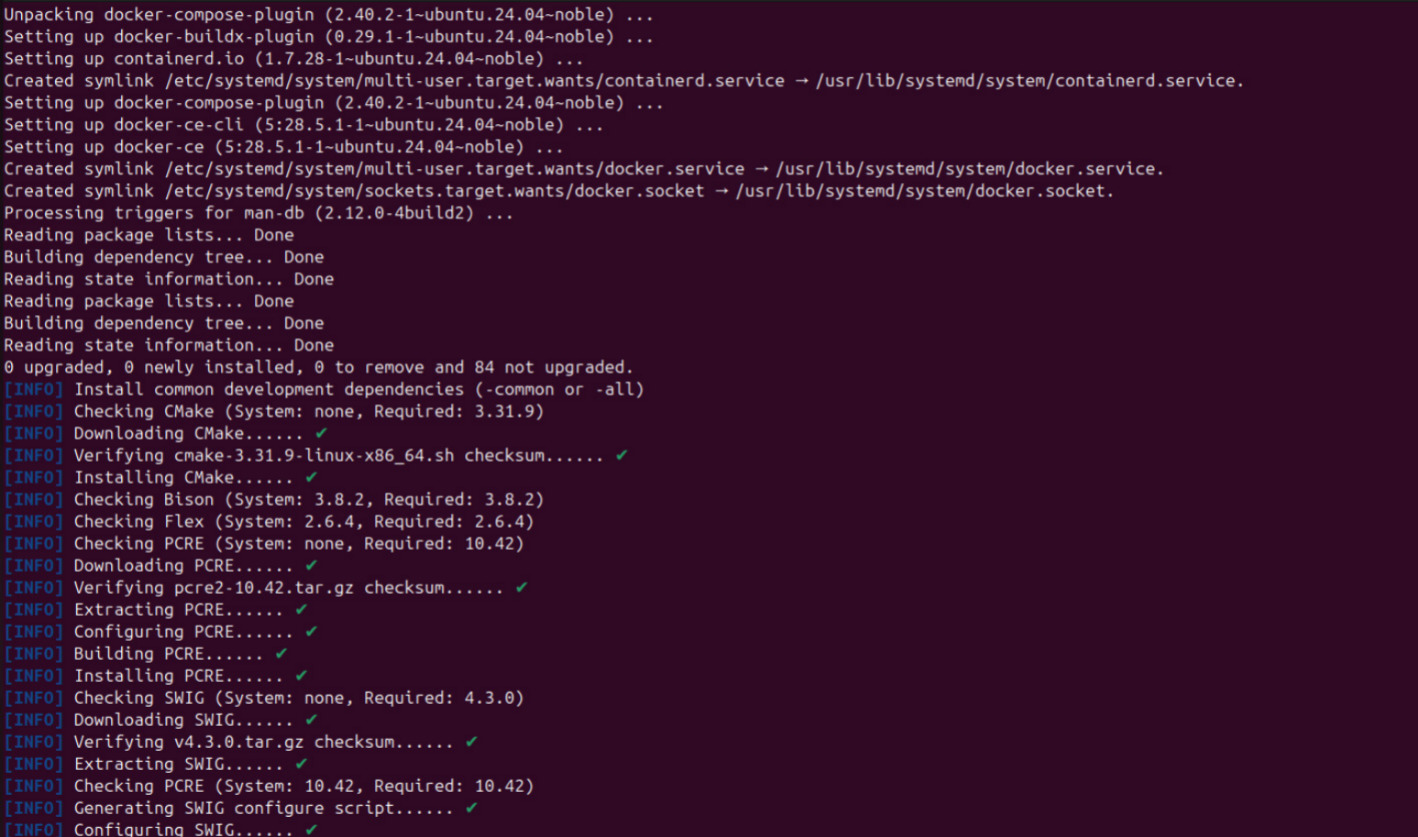 Unpacking docker-compose-plugin (2.40.2-1~ubuntu.24.04~noble) ...
Setting up docker-buildx-plugin (0.29.1-1~ubuntu.24.04~noble) ...
Setting up containerd.io (1.7.28-1~ubuntu.24.04~noble) ...
Created symlink /etc/systemd/system/multi-user.target.wants/containerd.service → /usr/lib/systemd/system/containerd.service.
Setting up docker-compose-plugin (2.40.2-1~ubuntu.24.04~noble) ...
Setting up docker-ce-cli (5:28.5.1-1~ubuntu.24.04~noble) ...
Setting up docker-ce (5:28.5.1-1~ubuntu.24.04~noble) ...
Created symlink /etc/systemd/system/multi-user.target.wants/docker.service → /usr/lib/systemd/system/docker.service.
Created symlink /etc/systemd/system/sockets.target.wants/docker.socket → /usr/lib/systemd/system/docker.socket.
Processing triggers for man-db (2.12.0-4build2) ...
Reading package lists... Done
Building dependency tree... Done
Reading state information... Done
Reading package lists... Done
Building dependency tree... Done
Reading state information... Done
0 upgraded, 0 newly installed, 0 to remove and 84 not upgraded.
[INFO] Install common development dependencies (-common or -all)
[INFO] Checking CMake (System: none, Required: 3.31.9)
[INFO] Downloading CMake...... ✔
[INFO] Verifying cmake-3.31.9-linux-x86_64.sh checksum...... ✔
[INFO] Installing CMake...... ✔
[INFO] Checking Bison (System: 3.8.2, Required: 3.8.2)
[INFO] Checking Flex (System: 2.6.4, Required: 2.6.4)
[INFO] Checking PCRE (System: none, Required: 10.42)
[INFO] Downloading PCRE...... ✔
[INFO] Verifying pcre2-10.42.tar.gz checksum...... ✔
[INFO] Extracting PCRE...... ✔
[INFO] Configuring PCRE...... ✔
[INFO] Building PCRE...... ✔
[INFO] Installing PCRE...... ✔
[INFO] Checking SWIG (System: none, Required: 4.3.0)
[INFO] Downloading SWIG...... ✔
[INFO] Verifying v4.3.0.tar.gz checksum...... ✔
[INFO] Extracting SWIG...... ✔
[INFO] Checking PCRE (System: 10.42, Required: 10.42)
[INFO] Generating SWIG configure script...... ✔
[INFO] Configuring SWIG...... ✔